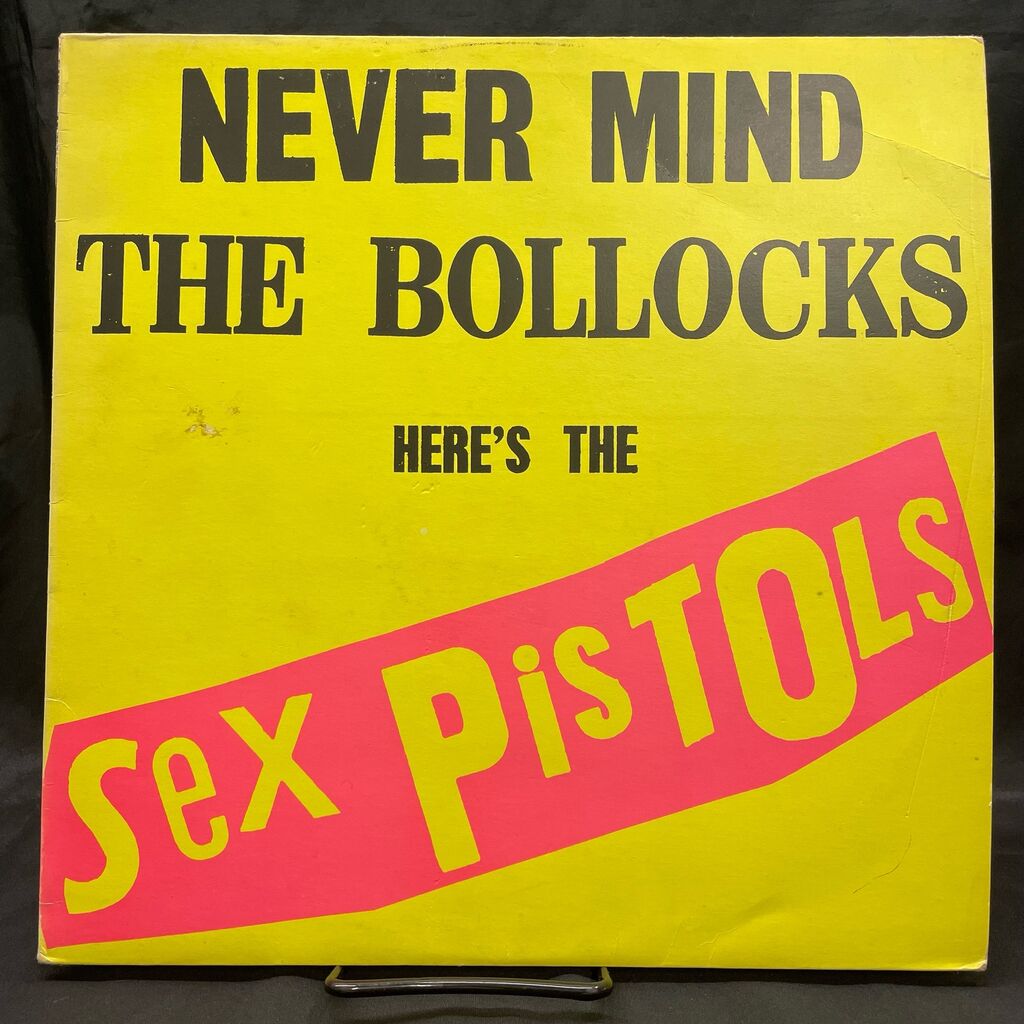 NEVER MIND
THE BOLLOCKS
HERE'S THE
Sex PisTOLS